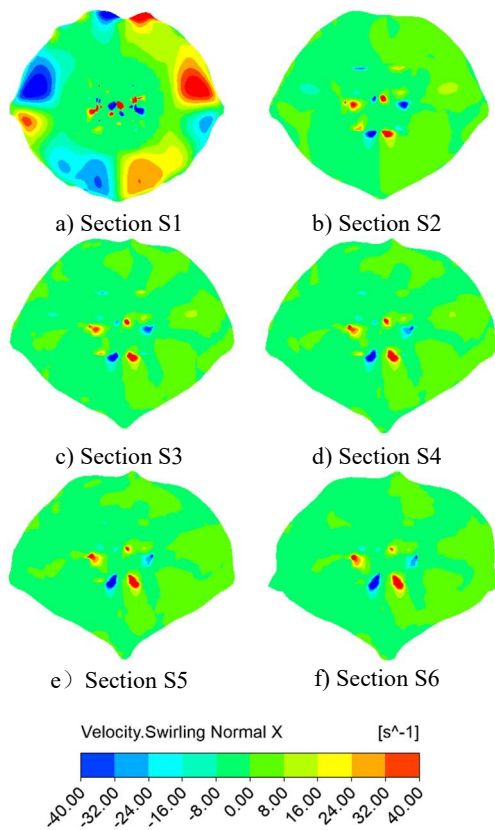 a) Section S1
b) Section S2
c) Section S3
d) Section S4
e）Section S5
f) Section S6
Velocity.Swirling Normal X [s^-1]
-40.00 -32.00 -24.00 -16.00 -8.00 0.00 8.00 16.00 24.00 32.00 40.00